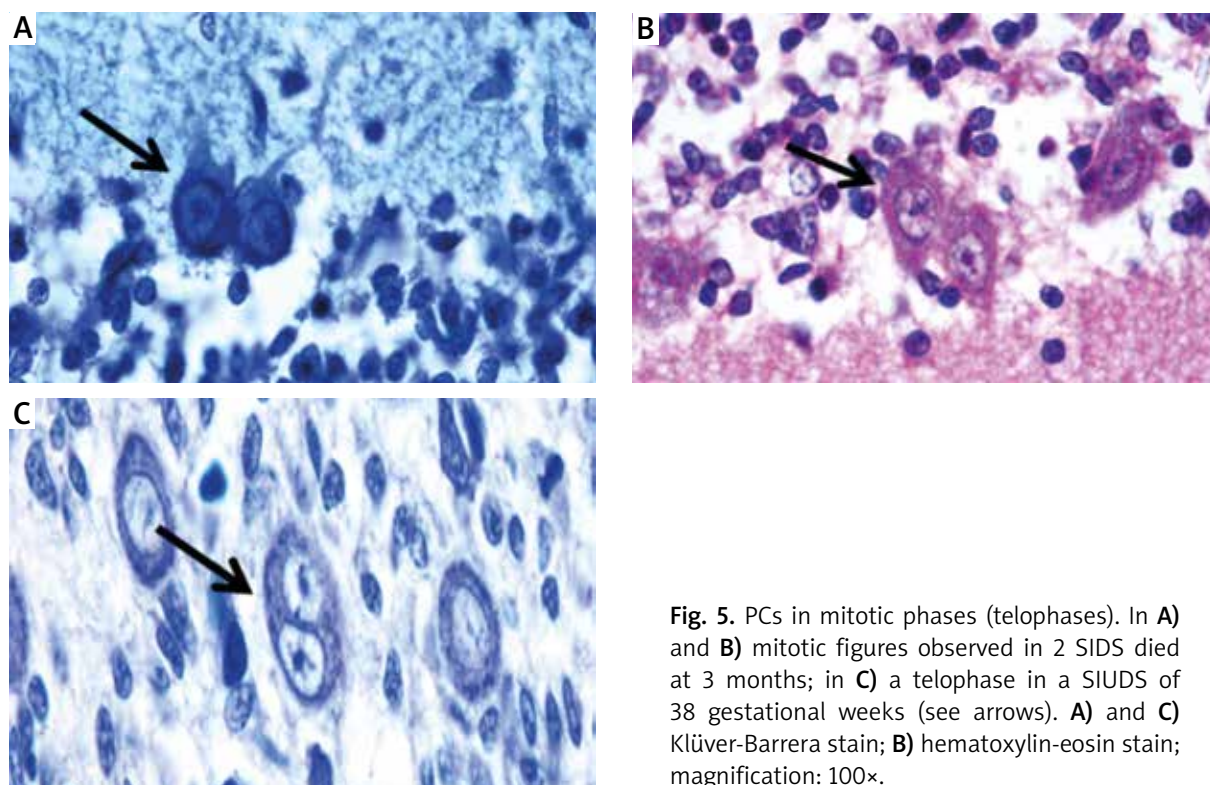 A
B
C
Fig. 5. PCs in mitotic phases (telophases). In A)
and B) mitotic figures observed in 2 SIDS died
at 3 months; in C) a telophase in a SIUDS of
38 gestational weeks (see arrows). A) and C)
Klüver-Barrera stain; B) hematoxylin-eosin stain;
magnification: 100×.